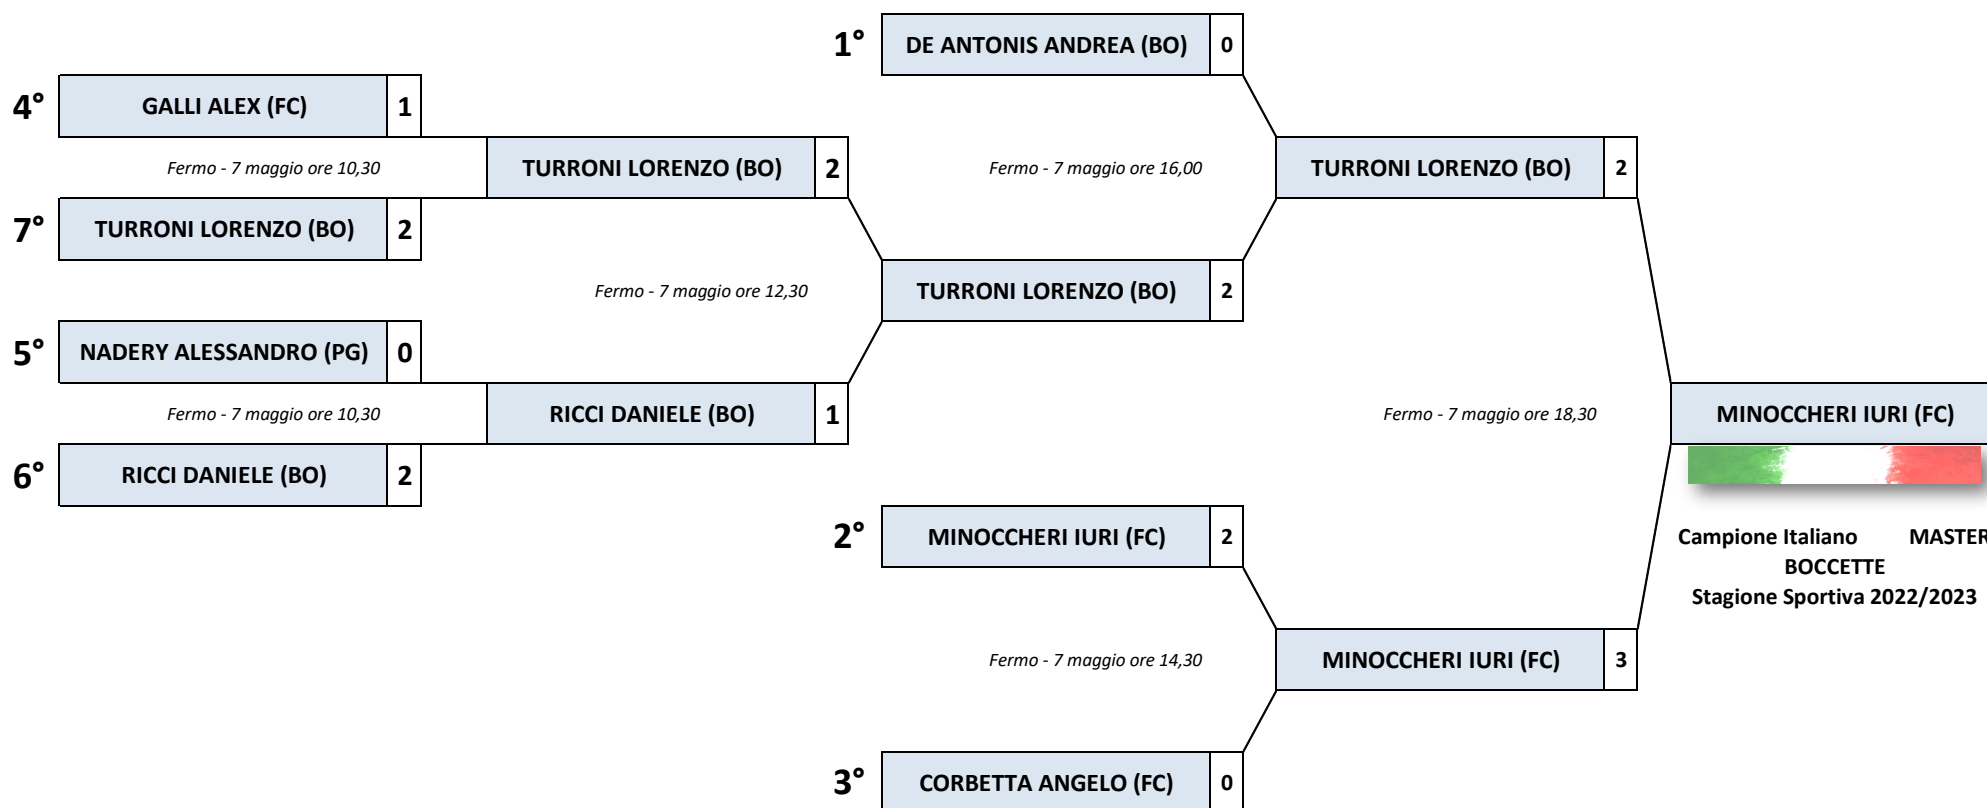 1° DE ANTONIS ANDREA (BO) 0
4° GALLI ALEX (FC) 1
Fermo - 7 maggio ore 10,30
TURRONI LORENZO (BO) 2
Fermo - 7 maggio ore 16,00
TURRONI LORENZO (BO) 2
7° TURRONI LORENZO (BO) 2
Fermo - 7 maggio ore 12,30
TURRONI LORENZO (BO) 2
5° NADERY ALESSANDRO (PG) 0
Fermo - 7 maggio ore 10,30
RICCI DANIELE (BO) 1
Fermo - 7 maggio ore 18,30
MINOCCHERI IURI (FC)
6° RICCI DANIELE (BO) 2
2° MINOCCHERI IURI (FC) 2
Campione Italiano MASTER
BOCCETTE
Stagione Sportiva 2022/2023
Fermo - 7 maggio ore 14,30
MINOCCHERI IURI (FC) 3
3° CORBETTA ANGELO (FC) 0